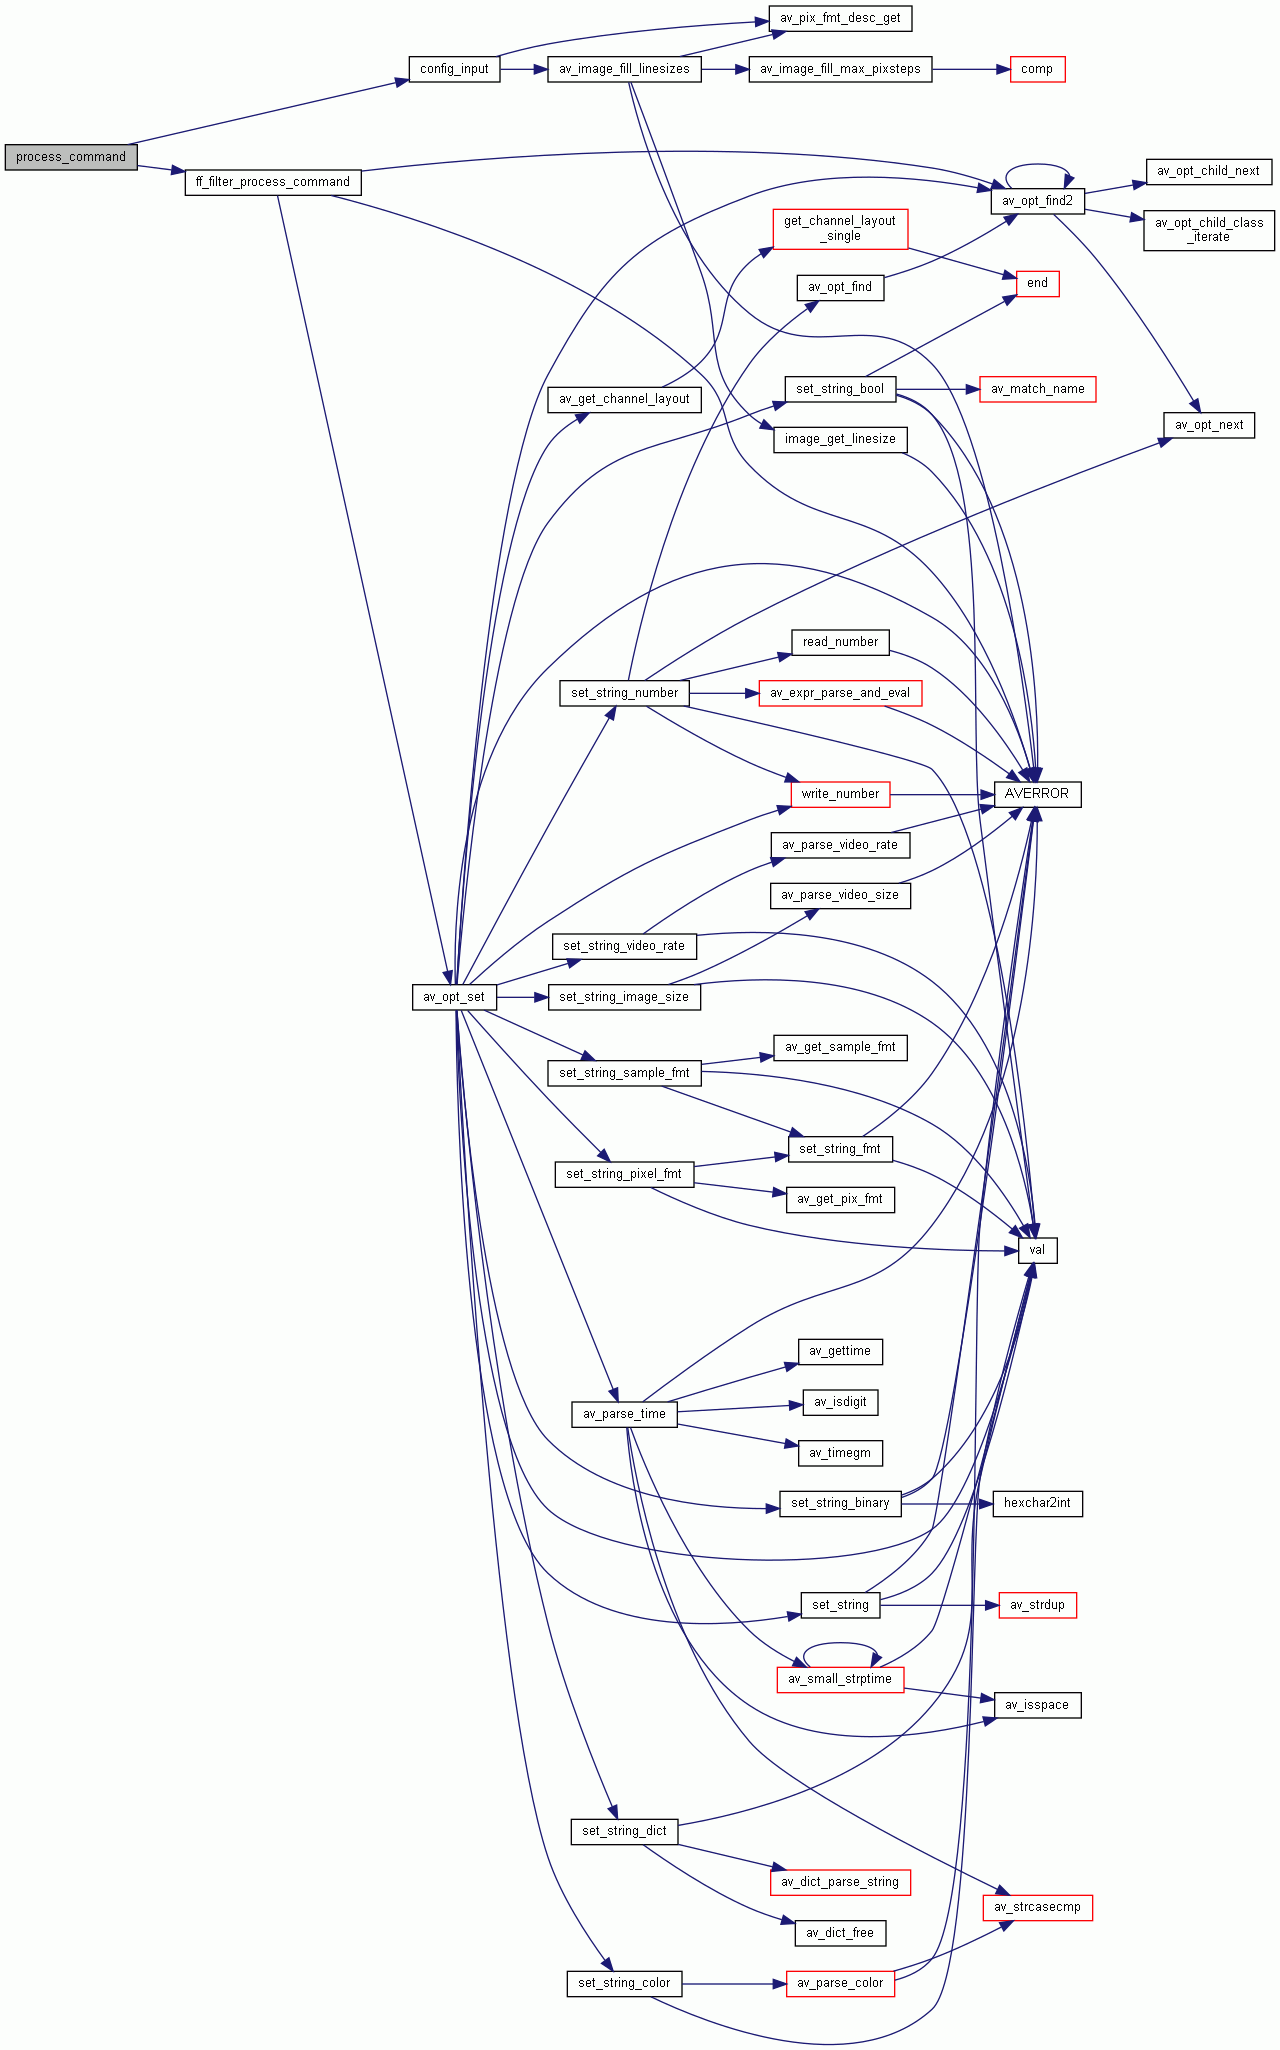 av_pix_fmt_desc_get
config_input
av_image_fill_linesizes
av_image_fill_max_pixsteps
comp
process_command
ff_filter_process_command
av_opt_child_next
av_opt_find2
get_channel_layout
_single
av_opt_child_class
_iterate
av_opt_find
end
set_string_bool
av_match_name
av_get_channel_layout
av_opt_next
image_get_linesize
read_number
set_string_number
av_expr_parse_and_eval
write_number
AVERROR
av_parse_video_rate
av_parse_video_size
set_string_video_rate
av_opt_set
set_string_image_size
av_get_sample_fmt
set_string_sample_fmt
set_string_fmt
set_string_pixel_fmt
av_get_pix_fmt
val
av_gettime
av_isdigit
av_parse_time
av_timegm
set_string_binary
hexchar2int
set_string
av_strdup
av_small_strptime
av_isspace
set_string_dict
av_dict_parse_string
av_strcasecmp
av_dict_free
set_string_color
av_parse_color